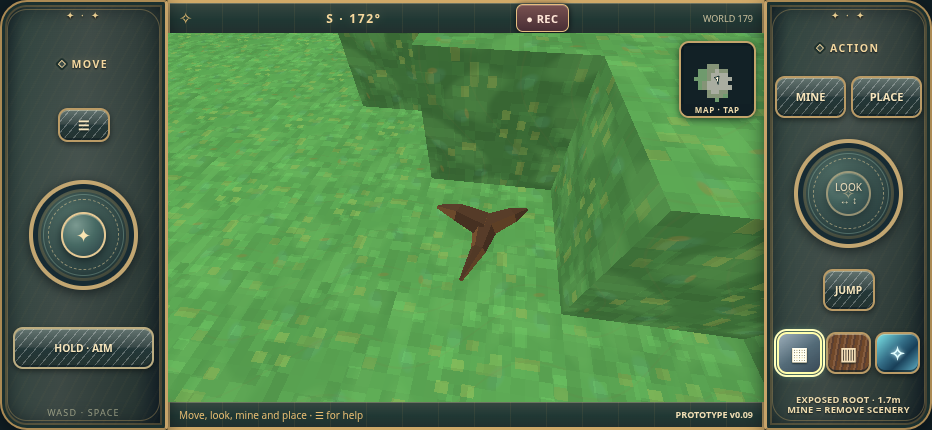 MOVE
☰
HOLD · AIM
WASD · SPACE
S · 172°
● REC
WORLD 179
MAP · TAP
Move, look, mine and place · ☰ for help
PROTOTYPE v0.09
ACTION
MINE
PLACE
LOOK
↔ ↕
JUMP
EXPOSED ROOT · 1.7m
MINE = REMOVE SCENERY